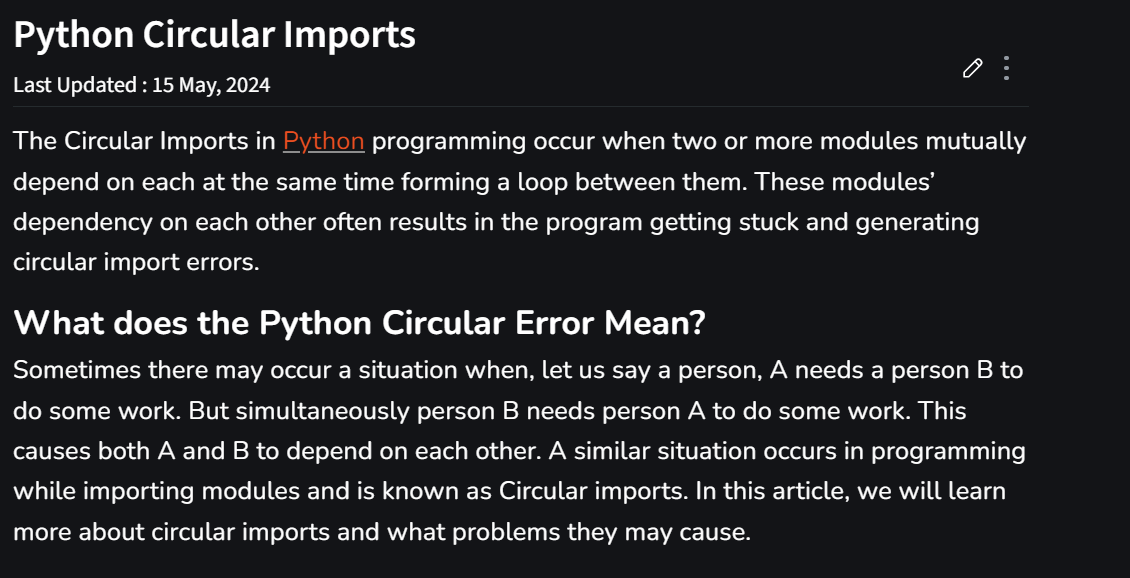 Python Circular Imports
Last Updated : 15 May, 2024
The Circular Imports in Python programming occur when two or more modules mutually
depend on each at the same time forming a loop between them. These modules’
dependency on each other often results in the program getting stuck and generating
circular import errors.
What does the Python Circular Error Mean?
Sometimes there may occur a situation when, let us say a person, A needs a person B to
do some work. But simultaneously person B needs person A to do some work. This
causes both A and B to depend on each other. A similar situation occurs in programming
while importing modules and is known as Circular imports. In this article, we will learn
more about circular imports and what problems they may cause.